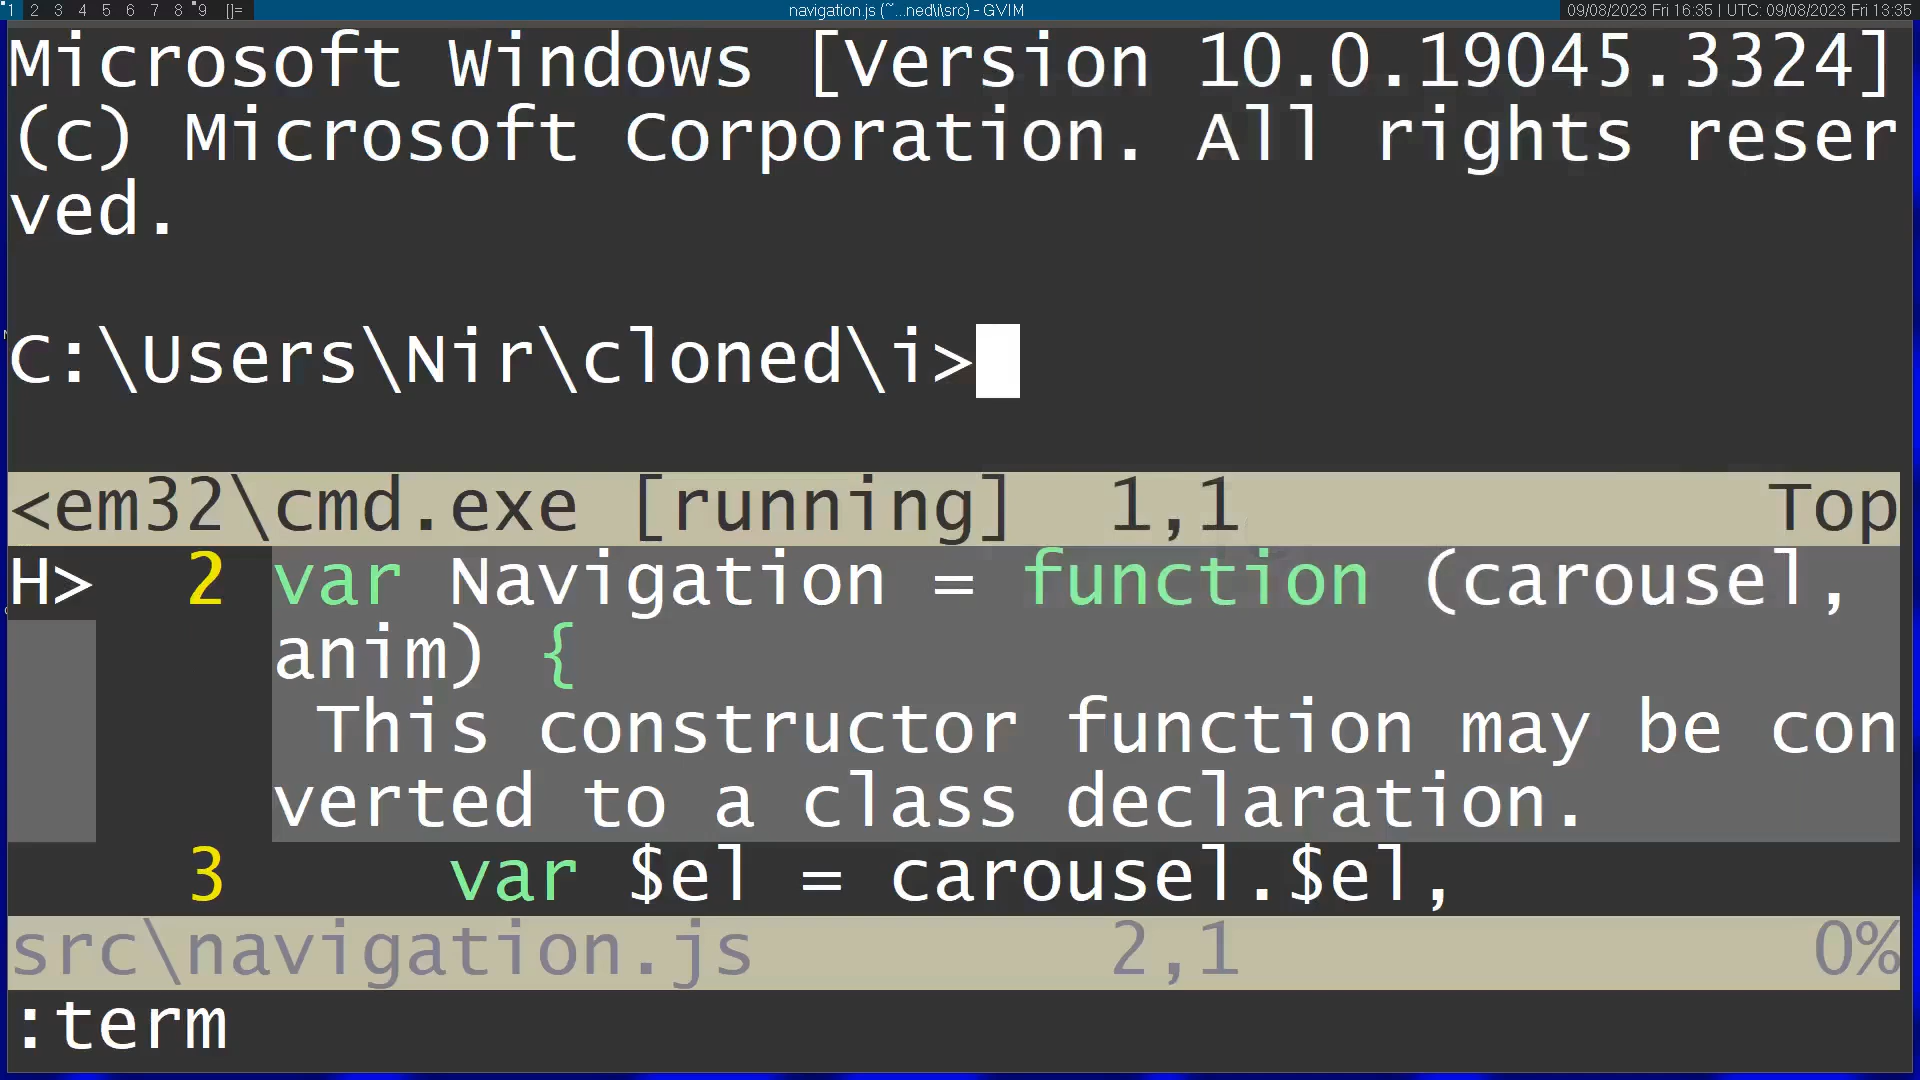 1 2 3 4 5 6 7 8 9 []= navigation.js (~...ned\i\src) - GVIM 09/08/2023 Fri 16:35 | UTC: 09/08/2023 Fri 13:35
Microsoft Windows [Version 10.0.19045.3324]
(c) Microsoft Corporation. All rights reser
ved.
C:\Users\Nir\cloned\i>
<em32\cmd.exe [running] 1,1 Top
H> 2 var Navigation = function (carousel,
anim) {
This constructor function may be con
verted to a class declaration.
3 var $el = carousel.$el,
src\navigation.js 2,1 0%
:term